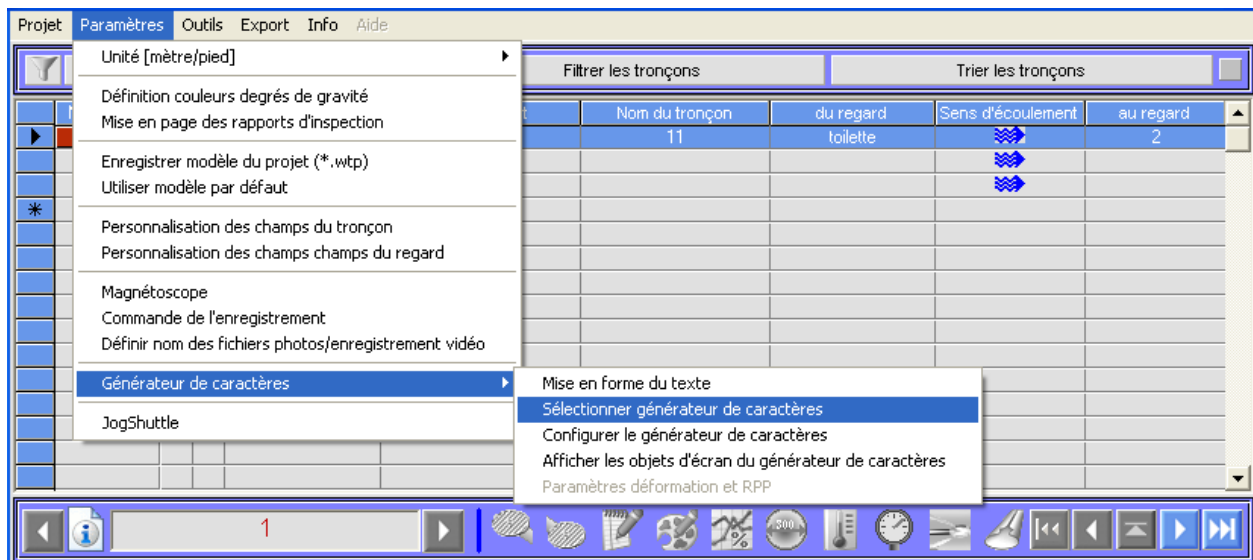 Projet Paramètres Outils Export Info Aide
Unité [mètre/pied]
Filtrer les tronçons Trier les tronçons
Définition couleurs degrés de gravité
Mise en page des rapports d'inspection
Nom du tronçon du regard Sens d'écoulement au regard
11 toilette 2
Enregistrer modèle du projet (*.wtp)
Utiliser modèle par défaut
Personnalisation des champs du tronçon
Personnalisation des champs champs du regard
Magnétoscope
Commande de l'enregistrement
Définir nom des fichiers photos/enregistrement vidéo
Générateur de caractères
JogShuttle
Mise en forme du texte
Sélectionner générateur de caractères
Configurer le générateur de caractères
Afficher les objets d'écran du générateur de caractères
Paramètres déformation et RPP
1
300